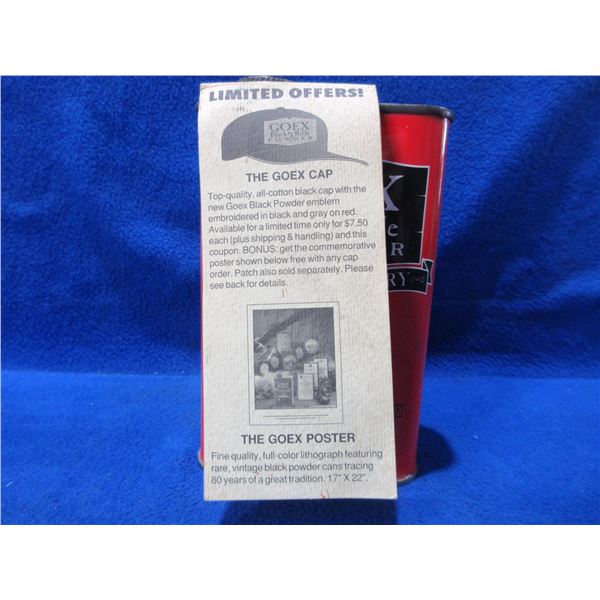 LIMITED OFFERS!
GOEX
Black Rifle
POWDER
THE GOEX CAP
Top-quality, all-cotton black cap with the
new Goex Black Powder emblem
embroidered in black and gray on red.
Available for a limited time only for $7.50
each (plus shipping & handling) and this
coupon. BONUS: get the commemorative
poster shown below free with any cap
order. Patch also sold separately. Please
see back for details.
THE GOEX POSTER
Fine quality, full-color lithograph featuring
rare, vintage black powder cans tracing
80 years of a great tradition. 17" X 22".
X
e
R
RY